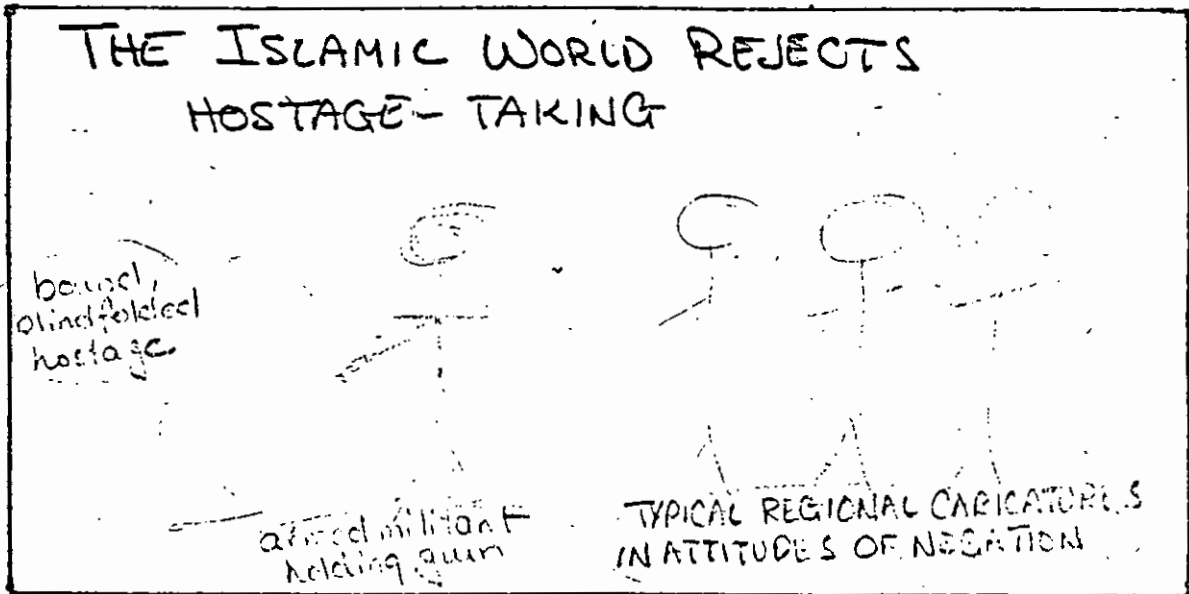 THE ISLAMIC WORLD REJECTS
HOSTAGE- TAKING
bound,
blindfolded
hostage
armed militant
holding gun
TYPICAL REGIONAL CARICATURES
IN ATTITUDES OF NEGATION